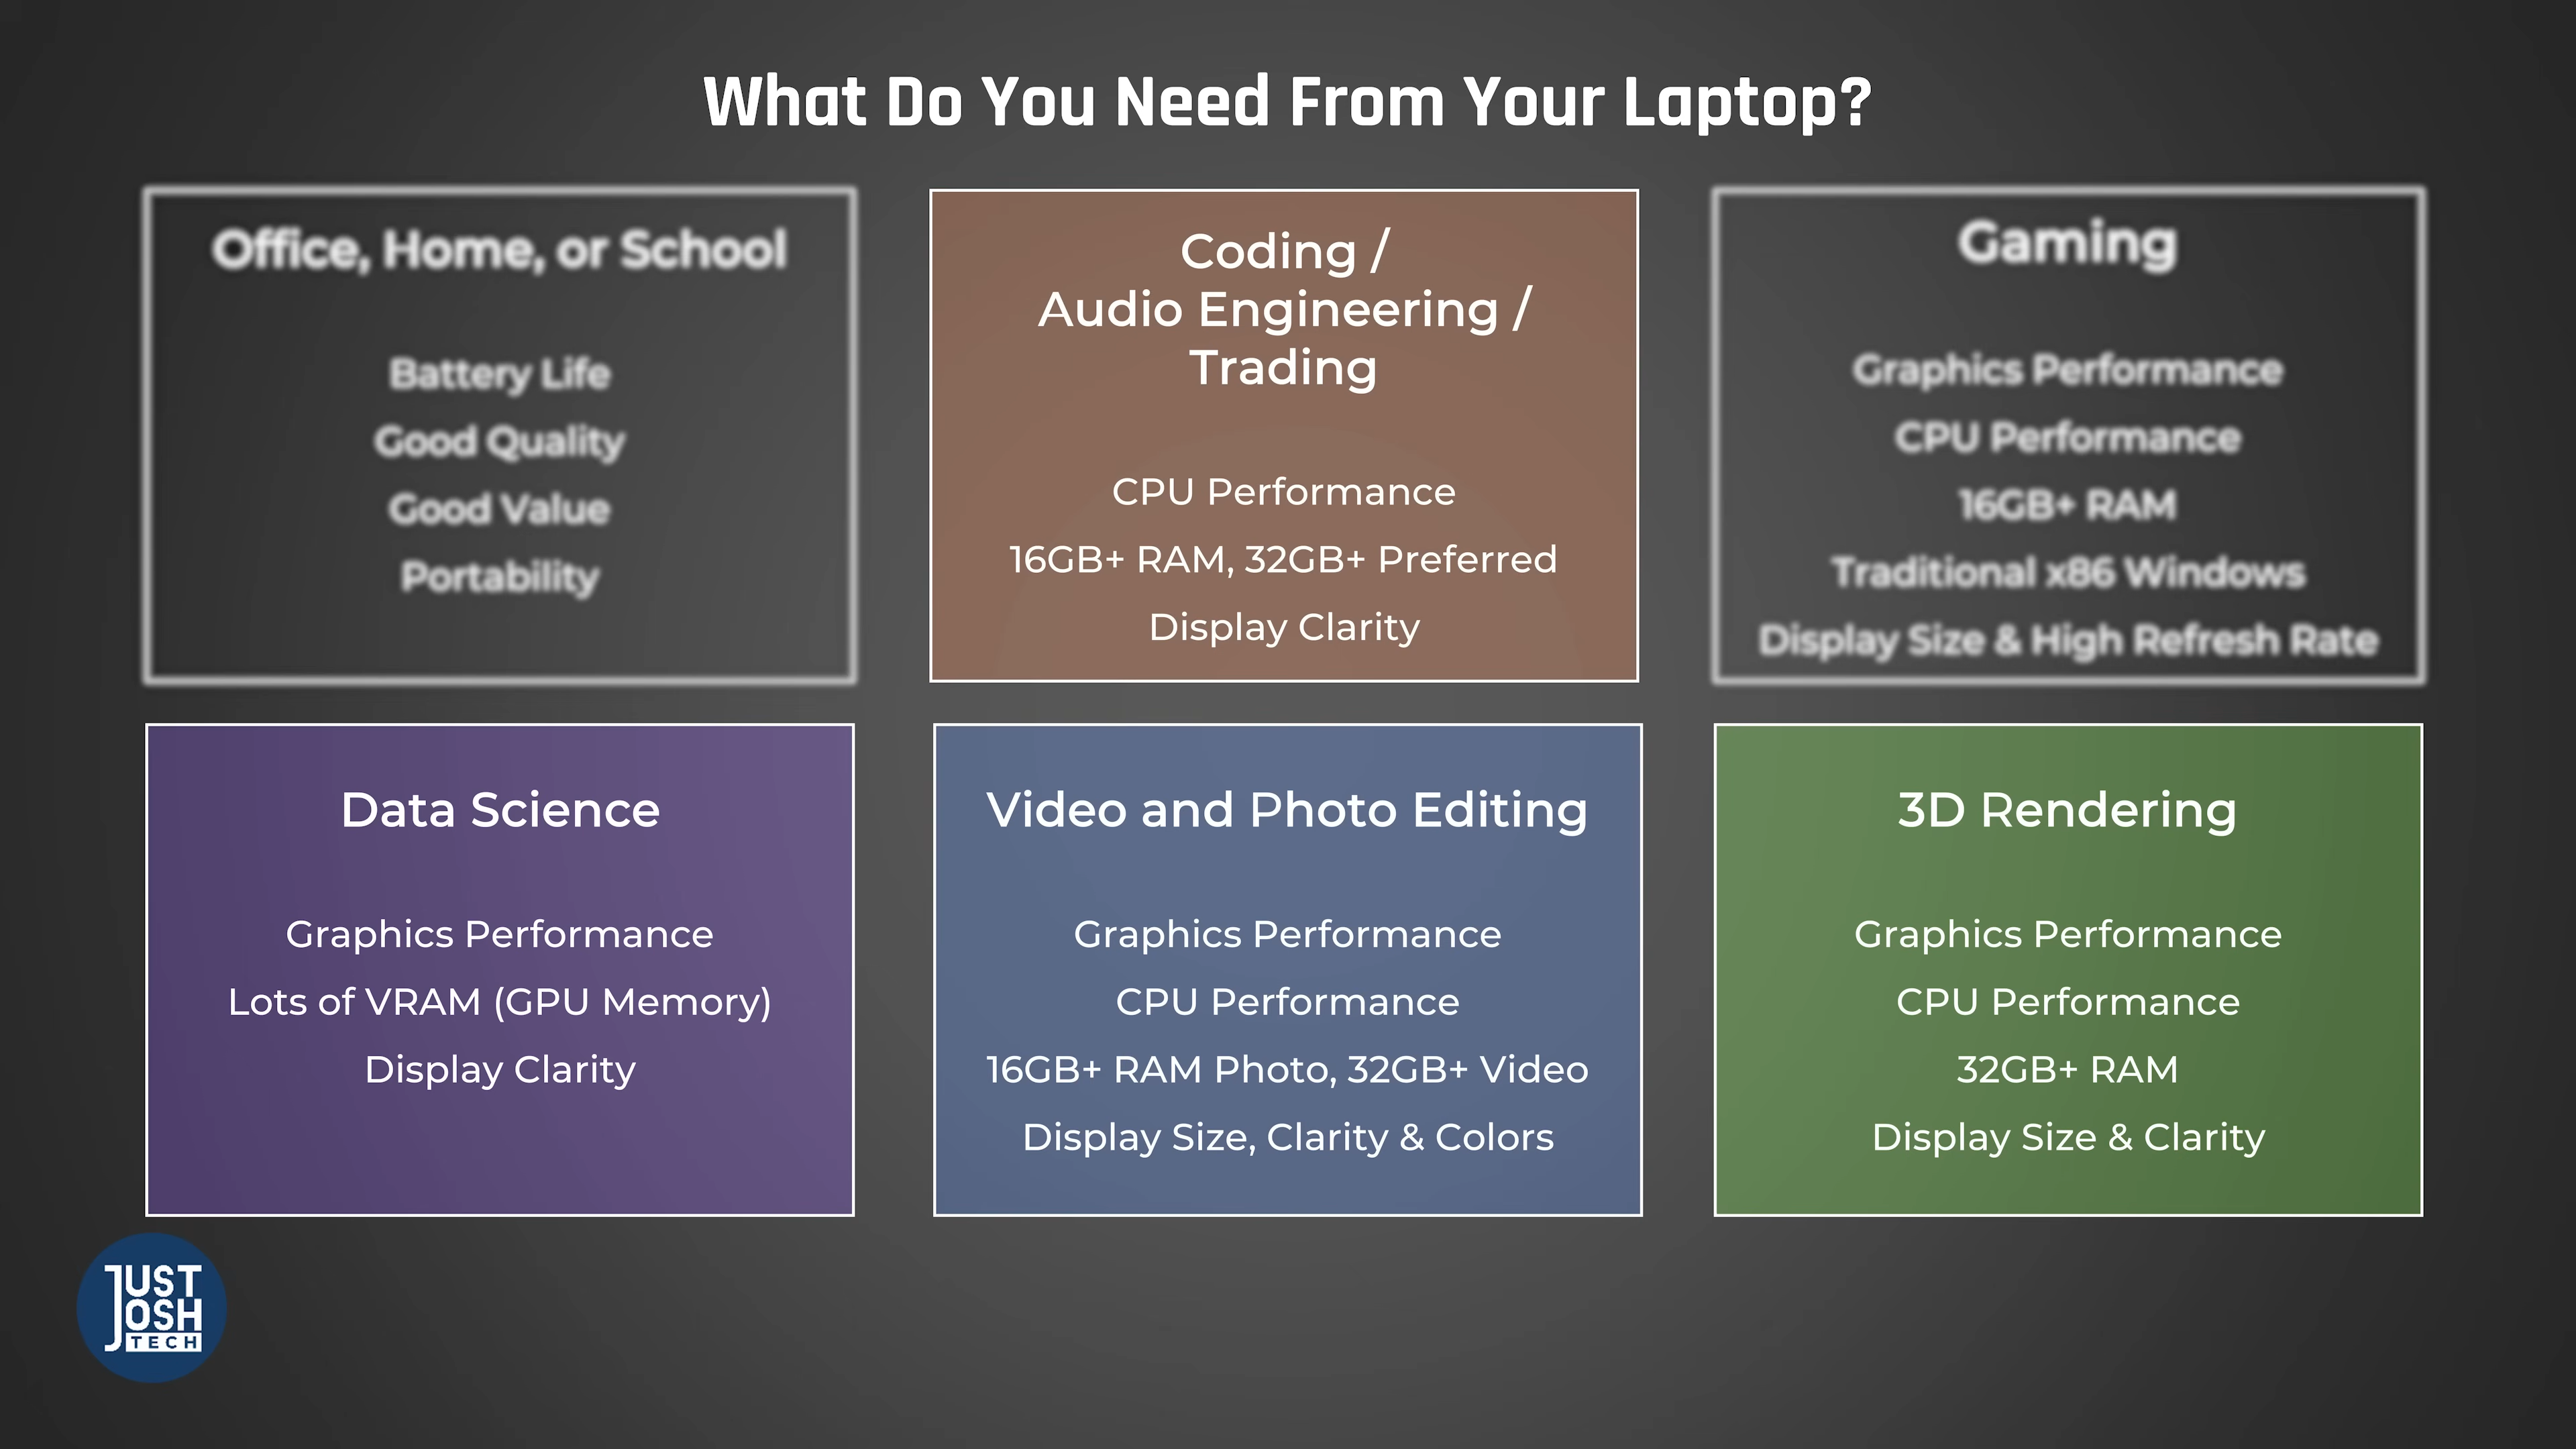 What Do You Need From Your Laptop?
Office, Home, or School
Battery Life
Good Quality
Good Value
Portability
Coding /
Audio Engineering /
Trading
CPU Performance
16GB+ RAM, 32GB+ Preferred
Display Clarity
Gaming
Graphics Performance
CPU Performance
16GB+ RAM
Traditional x86 Windows
Display Size & High Refresh Rate
Data Science
Graphics Performance
Lots of VRAM (GPU Memory)
Display Clarity
Video and Photo Editing
Graphics Performance
CPU Performance
16GB+ RAM Photo, 32GB+ Video
Display Size, Clarity & Colors
3D Rendering
Graphics Performance
CPU Performance
32GB+ RAM
Display Size & Clarity
JUST
JOSH
TECH